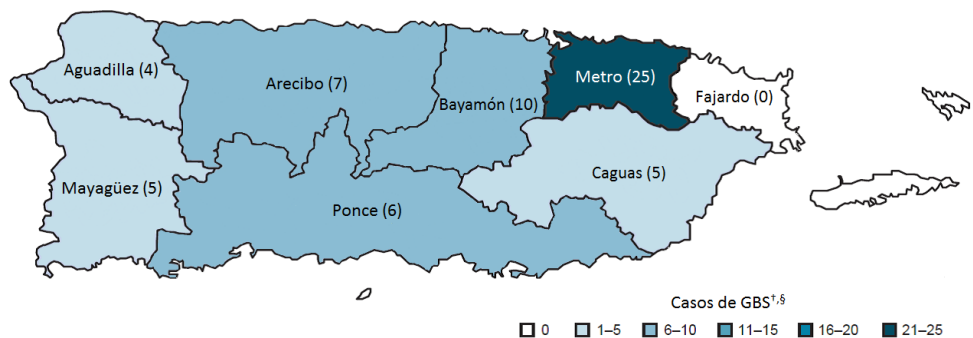 Aguadilla (4)
Arecibo (7)
Bayamón (10)
Metro (25)
Fajardo (0)
Mayagüez (5)
Ponce (6)
Caguas (5)
Casos de GBS†,§
0 1–5 6–10 11–15 16–20 21–25